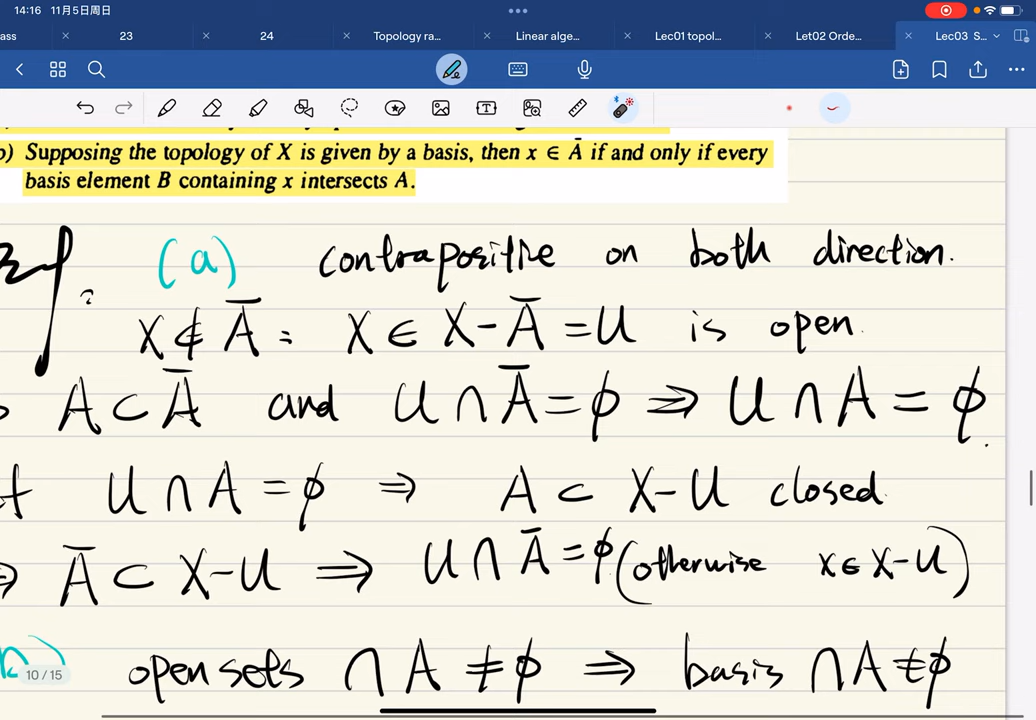 14:16 11月5日周日
ass 23 24 Topology ra... Linear alge... Lec01 topol... Let02 Orde... Lec03 S...
b) Supposing the topology of X is given by a basis, then x ∈ Ā if and only if every
basis element B containing x intersects A.
(a) contrapositive on both direction.
x ∉ Ā = x ∈ X - Ā = U is open.
A ⊂ Ā and U ∩ Ā = ϕ ⇒ U ∩ A = ϕ.
U ∩ A = ϕ ⇒ A ⊂ X - U closed.
⇒ Ā ⊂ X - U ⇒ U ∩ Ā = ϕ (otherwise x ∈ X - U)
open sets ∩ A ≠ ϕ ⇒ basis ∩ A ≠ ϕ
10 / 15